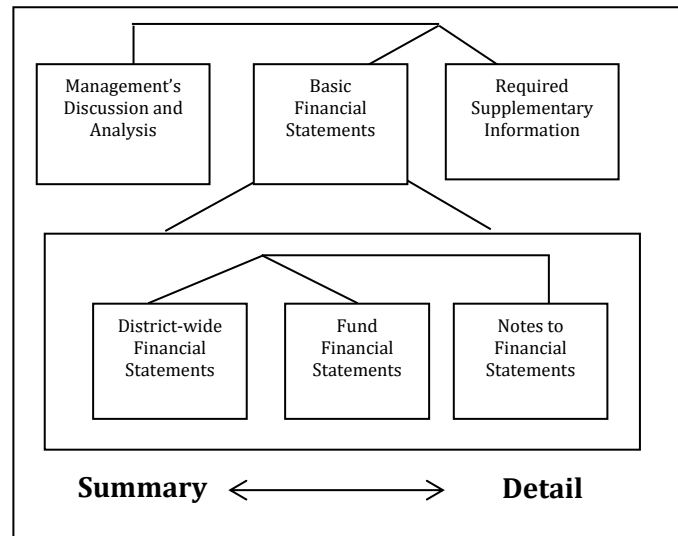 Management's
Discussion and
Analysis
Basic
Financial
Statements
Required
Supplementary
Information
District-wide
Financial
Statements
Fund
Financial
Statements
Notes to
Financial
Statements
Summary
Detail